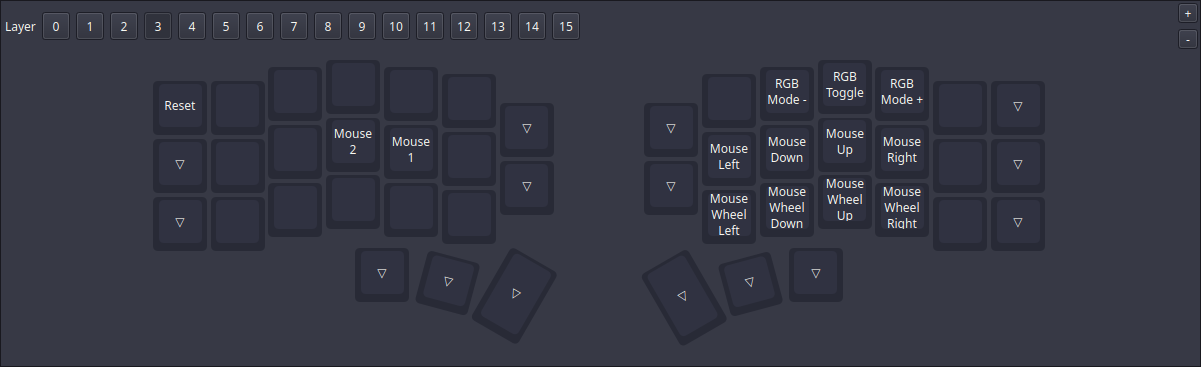 Layer 0 1 2 3 4 5 6 7 8 9 10 11 12 13 14 15
+
-
Reset
RGB
Mode -
RGB
Toggle
RGB
Mode +
▽
▽
▽
▽
Mouse
2
Mouse
1
Mouse
Left
Mouse
Down
Mouse
Up
Mouse
Right
▽
▽
▽
▽
Mouse
Wheel
Left
Mouse
Wheel
Down
Mouse
Wheel
Up
Mouse
Wheel
Right
▽
▽
▽
▽
▽
▽
▽